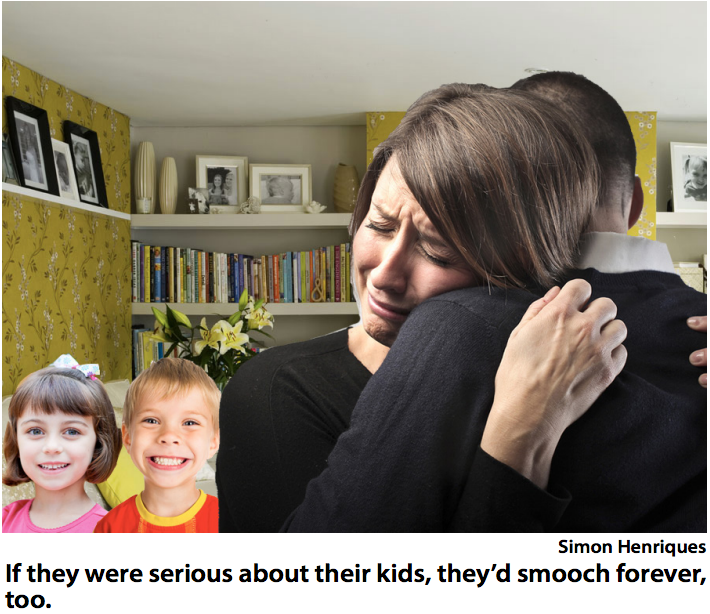 Simon Henriques
If they were serious about their kids, they’d smooch forever,
too.